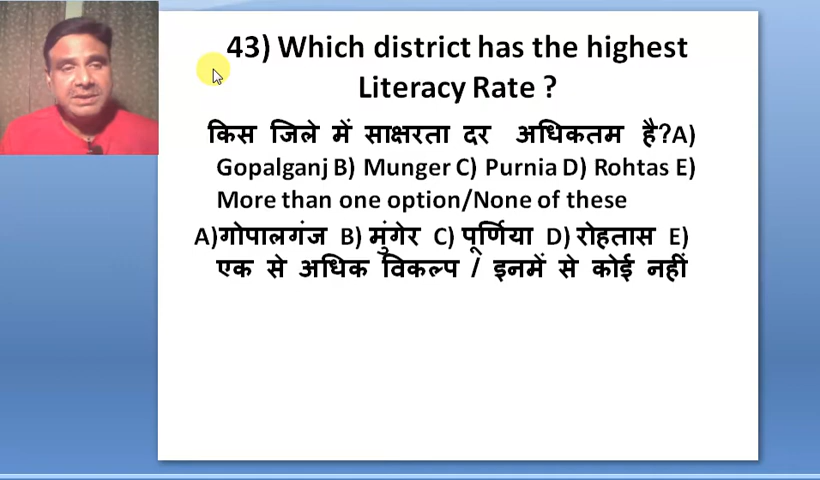 43) Which district has the highest
Literacy Rate ?
किस जिले में साक्षरता दर अधिकतम है?A)
Gopalganj B) Munger C) Purnia D) Rohtas E)
More than one option/None of these
A)गोपालगंज B) मुंगेर C) पूर्णिया D) रोहतास E)
एक से अधिक विकल्प / इनमें से कोई नहीं